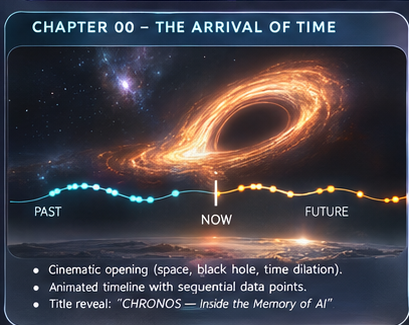 CHAPTER 00 – THE ARRIVAL OF TIME
PAST
NOW
FUTURE
• Cinematic opening (space, black hole, time dilation).
• Animated timeline with sequential data points.
• Title reveal: "CHRONOS — Inside the Memory of AI"